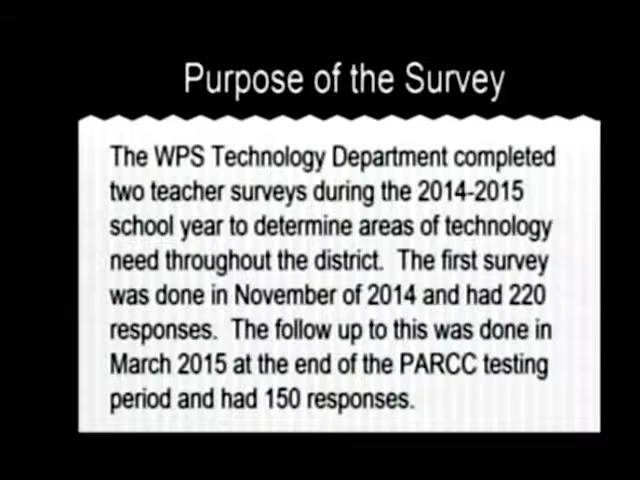 Purpose of the Survey
The WPS Technology Department completed
two teacher surveys during the 2014-2015
school year to determine areas of technology
need throughout the district.  The first survey
was done in November of 2014 and had 220
responses.  The follow up to this was done in
March 2015 at the end of the PARCC testing
period and had 150 responses.